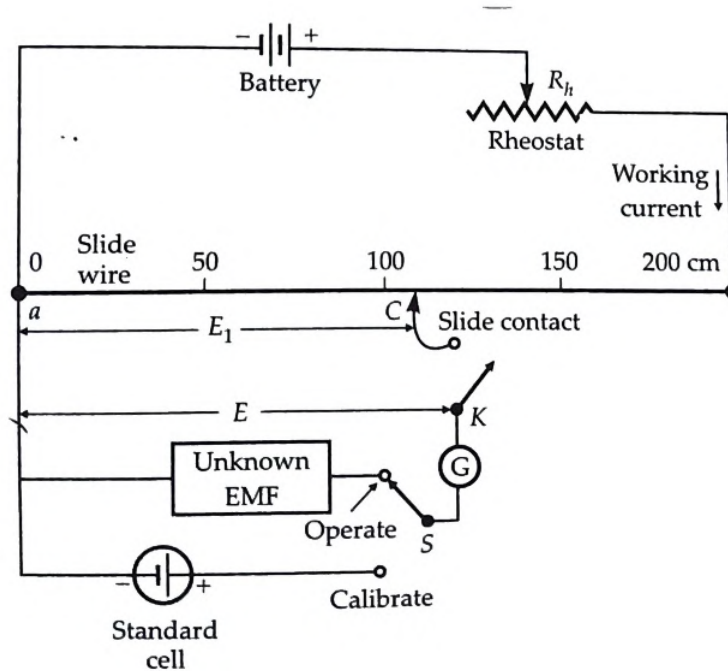 − +
Battery
R_h
Rheostat
Working
current
Slide
wire
0 50 100 150 200 cm
a
E₁
C
Slide contact
E
K
Unknown
EMF
G
Operate
S
− +
Calibrate
Standard
cell